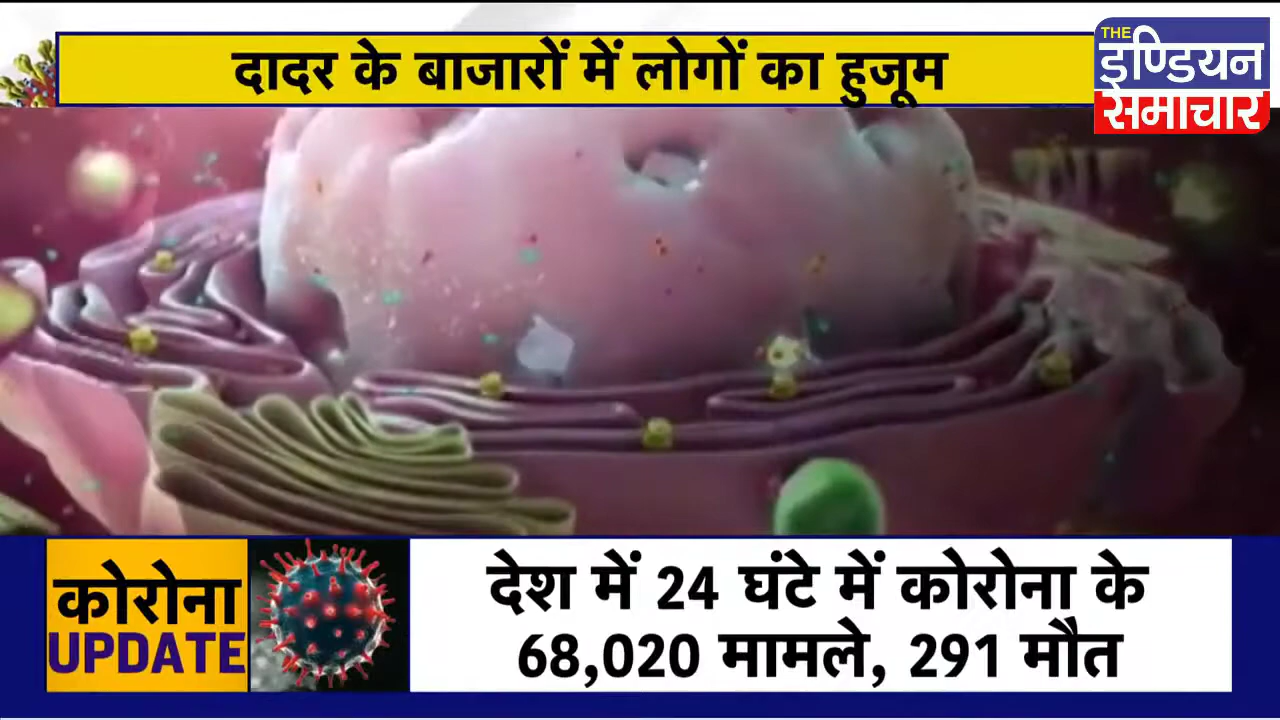 दादर के बाजारों में लोगों का हुजूम
THE
इण्डियन
समाचार
कोरोना
UPDATE
देश में 24 घंटे में कोरोना के
68,020 मामले, 291 मौत